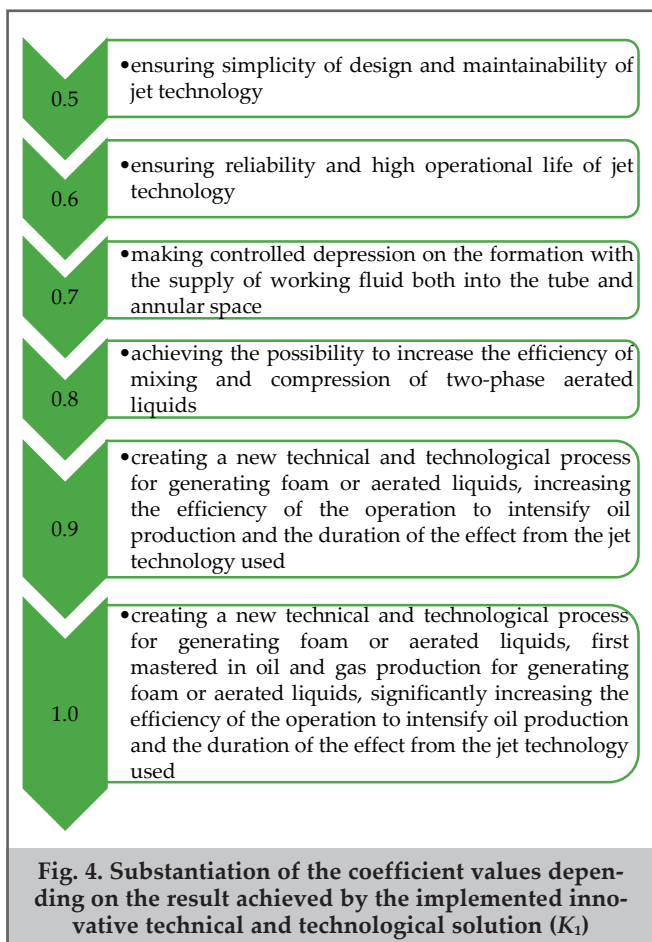 0.5
•ensuring simplicity of design and maintainability of
jet technology
0.6
•ensuring reliability and high operational life of jet
technology
0.7
•making controlled depression on the formation with
the supply of working fluid both into the tube and
annular space
0.8
•achieving the possibility to increase the efficiency of
mixing and compression of two-phase aerated
liquids
0.9
•creating a new technical and technological process
for generating foam or aerated liquids, increasing
the efficiency of the operation to intensify oil
production and the duration of the effect from the jet
technology used
1.0
•creating a new technical and technological process
for generating foam or aerated liquids, first
mastered in oil and gas production for generating
foam or aerated liquids, significantly increasing the
efficiency of the operation to intensify oil production
and the duration of the effect from the jet technology
used
Fig. 4. Substantiation of the coefficient values depen-
ding on the result achieved by the implemented inno-
vative technical and technological solution (K₁)